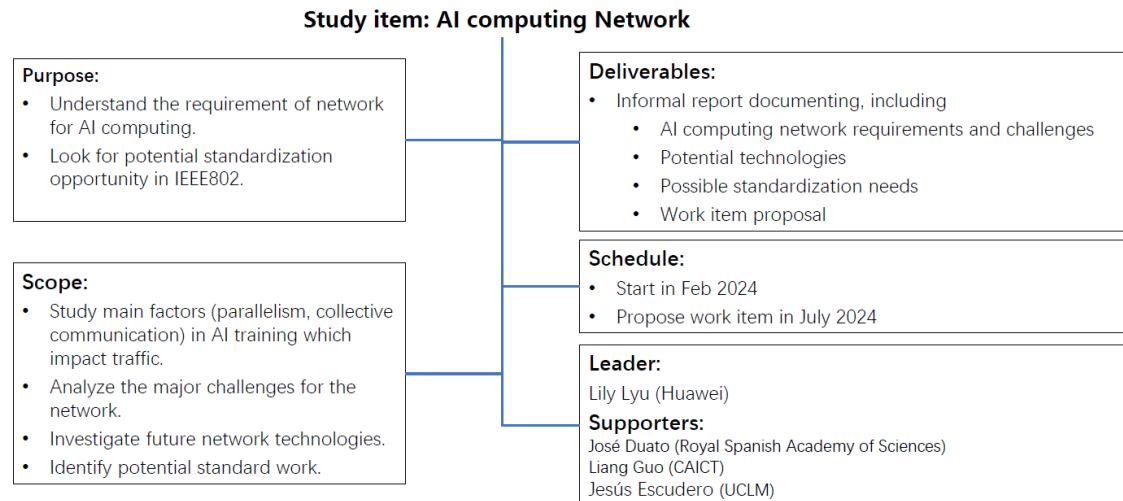 Study item: AI computing Network
Purpose:
• Understand the requirement of network
for AI computing.
• Look for potential standardization
opportunity in IEEE802.
Scope:
• Study main factors (parallelism, collective
communication) in AI training which
impact traffic.
• Analyze the major challenges for the
network.
• Investigate future network technologies.
• Identify potential standard work.
Deliverables:
• Informal report documenting, including
• AI computing network requirements and challenges
• Potential technologies
• Possible standardization needs
• Work item proposal
Schedule:
• Start in Feb 2024
• Propose work item in July 2024
Leader:
Lily Lyu (Huawei)
Supporters:
José Duato (Royal Spanish Academy of Sciences)
Liang Guo (CAICT)
Jesús Escudero (UCLM)